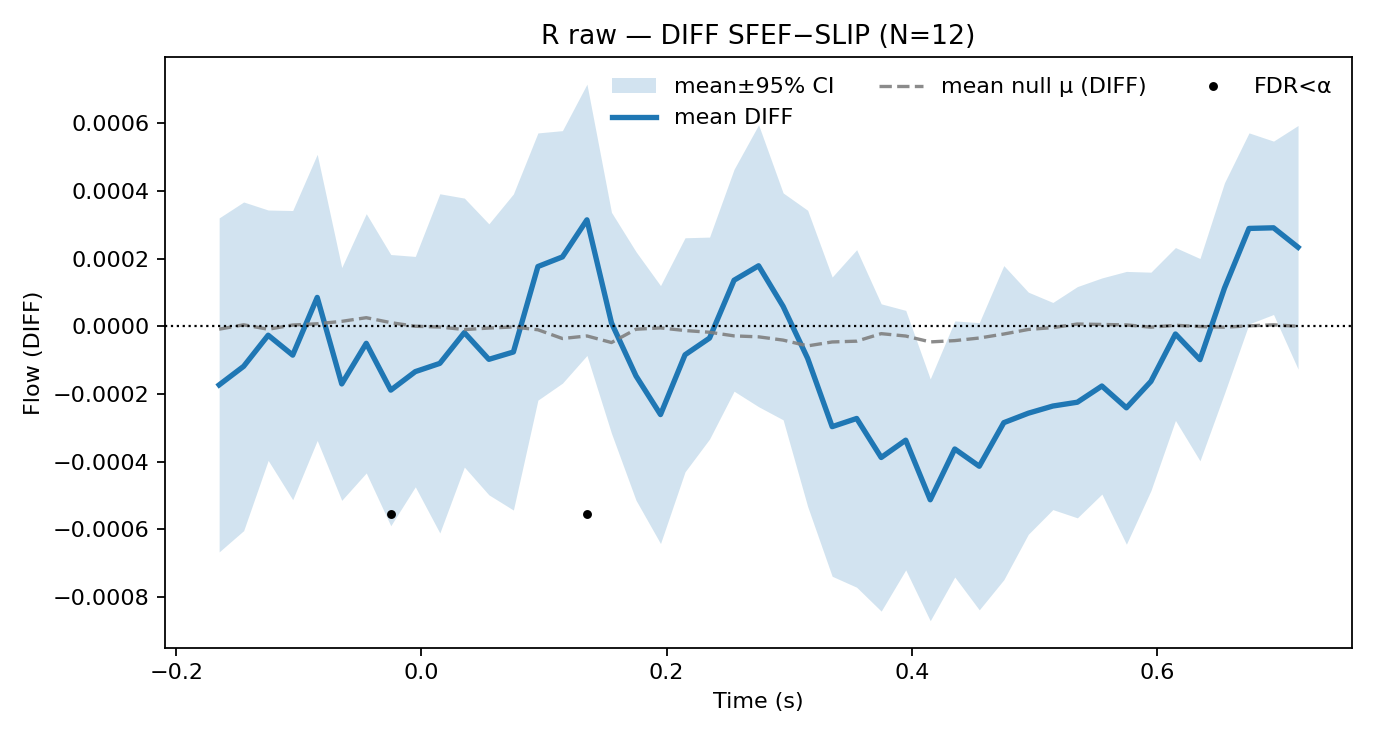 R raw — DIFF SFEF−SLIP (N=12)
mean±95% CI
mean DIFF
mean null μ (DIFF)
FDR<α
Flow (DIFF)
0.0006
0.0004
0.0002
0.0000
−0.0002
−0.0004
−0.0006
−0.0008
−0.2
0.0
0.2
0.4
0.6
Time (s)